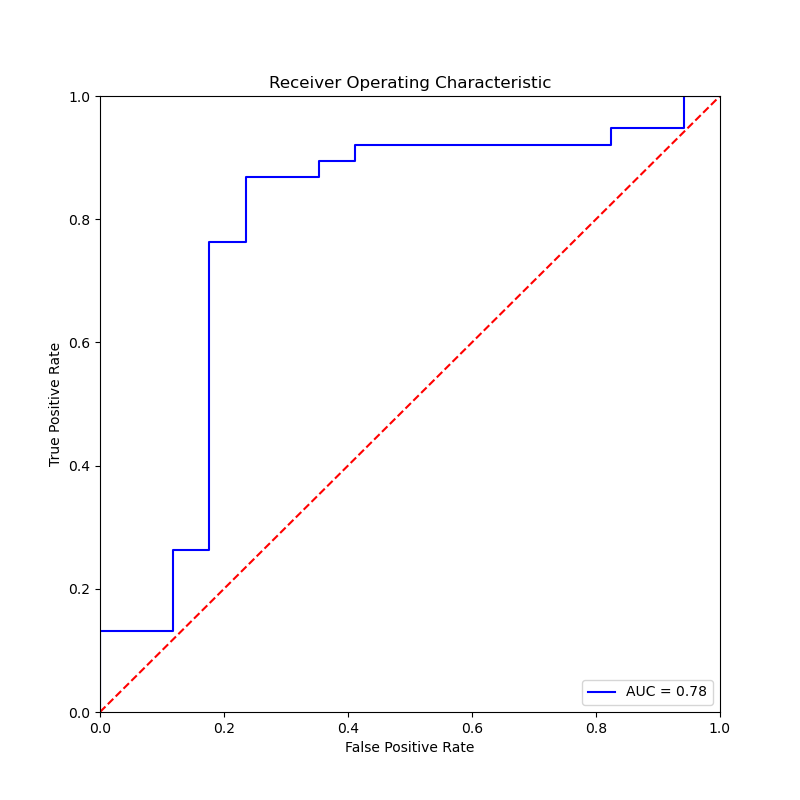 Receiver Operating Characteristic
1.0
0.8
0.6
0.4
0.2
0.0
True Positive Rate
AUC = 0.78
0.0 0.2 0.4 0.6 0.8 1.0
False Positive Rate